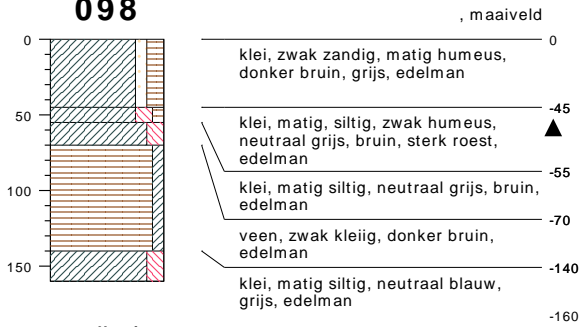 098
, maaiveld
0
0
klei, zwak zandig, matig humeus,
donker bruin, grijs, edelman
-45
50
klei, matig, siltig, zwak humeus,
neutraal grijs, bruin, sterk roest,
edelman
-55
klei, matig siltig, neutraal grijs, bruin,
edelman
100
-70
veen, zwak kleiig, donker bruin,
edelman
150
-140
klei, matig siltig, neutraal blauw,
grijs, edelman
-160